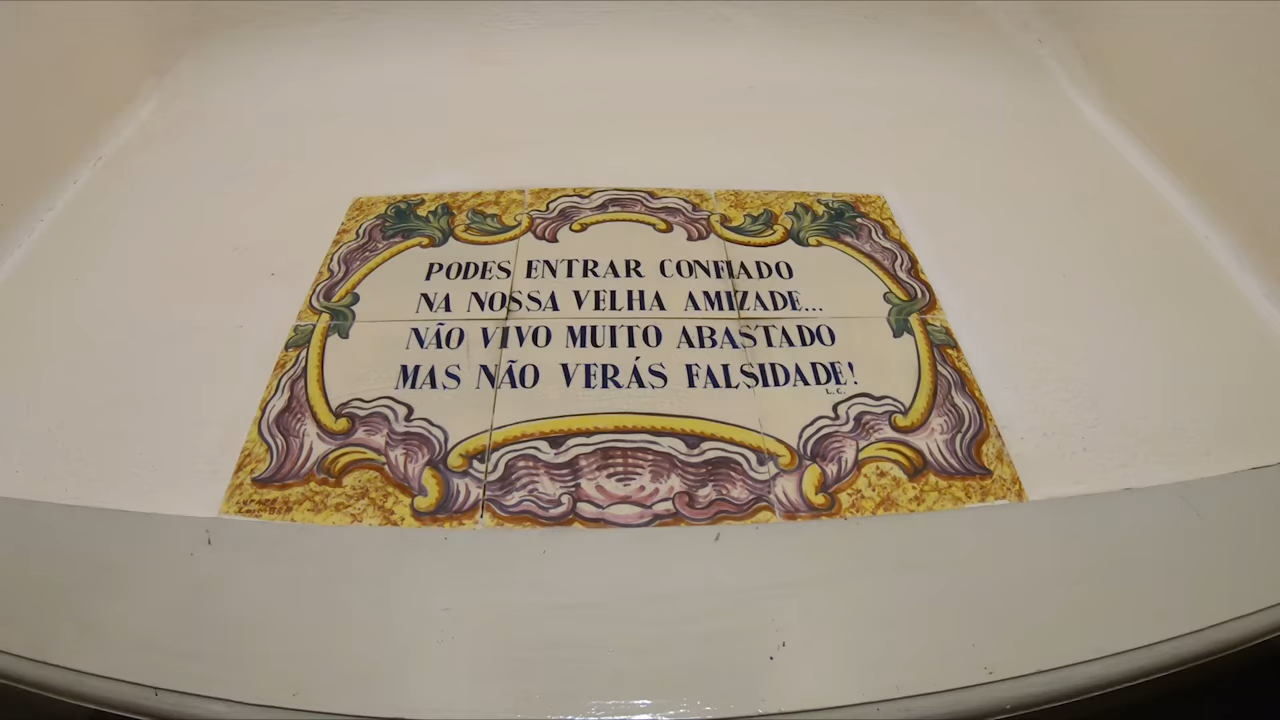 PODES ENTRAR CONFIADO
NA NOSSA VELHA AMIZADE...
NÃO VIVO MUITO ABASTADO
MAS NÃO VERÁS FALSIDADE!
L.C.